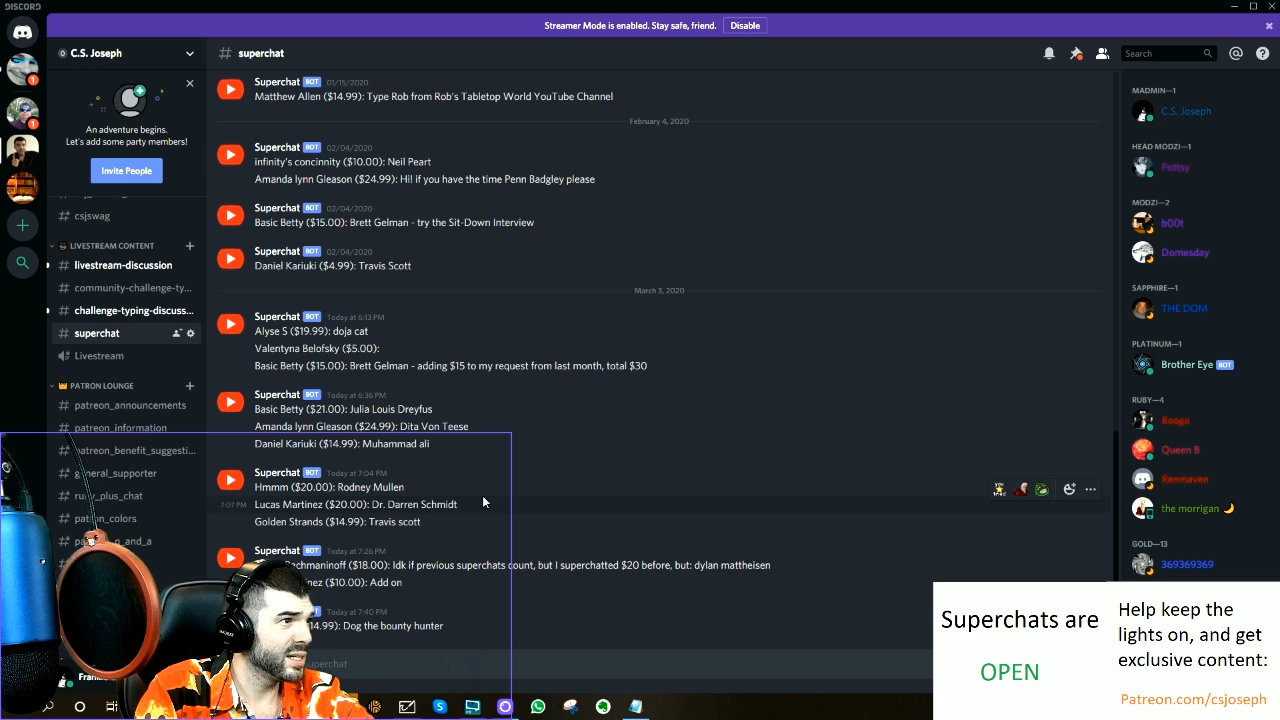 DISCORD
Streamer Mode is enabled. Stay safe, friend.
Disable
C.S. Joseph
# superchat
Search
An adventure begins.
Let's add some party members!
Invite People
# csjswag
LIVESTREAM CONTENT
# livestream-discussion
# community-challenge-ty...
# challenge-typing-discuss...
# superchat
Livestream
PATRON LOUNGE
# patreon_announcements
# patreon_information
patreon_benefit_suggesti...
general_supporter
ruby_plus_chat
Superchat BOT 01/15/2020
Matthew Allen ($14.99): Type Rob from Rob's Tabletop World YouTube Channel
February 4, 2020
Superchat BOT 02/04/2020
infinity's concinnity ($10.00): Neil Peart
Amanda lynn Gleason ($24.99): Hi! if you have the time Penn Badgley please
Superchat BOT 02/04/2020
Basic Betty ($15.00): Brett Gelman - try the Sit-Down Interview
Superchat BOT 02/04/2020
Daniel Kariuki ($4.99): Travis Scott
March 3, 2020
Superchat BOT Today at 6:13 PM
Alyse S ($19.99): doja cat
Valentyna Belofsky ($5.00):
Basic Betty ($15.00): Brett Gelman - adding $15 to my request from last month, total $30
Superchat BOT Today at 6:36 PM
Basic Betty ($21.00): Julia Louis Dreyfus
Amanda lynn Gleason ($24.99): Dita Von Teese
Daniel Kariuki ($14.99): Muhammad ali
Superchat BOT Today at 7:04 PM
Hmmm ($20.00): Rodney Mullen
7:07 PM Lucas Martinez ($20.00): Dr. Darren Schmidt
Golden Strands ($14.99): Travis scott
Superchat BOT Today at 7:26 PM
($18.00): Idk if previous superchats count, but I superchatted $20 before, but: dylan mattheisen
($10.00): Add on
Today at 7:40 PM
Dog the bounty hunter
MADMIN—1
C.S. Joseph
HEAD MODZI—1
Pottsy
MODZI—2
b00t
Domesday
SAPPHIRE—1
THE DOM
PLATINUM—1
Brother Eye BOT
RUBY—4
Booga
Queen B
Renmaven
the morrigan
GOLD—13
369369369
Superchats are
OPEN
Help keep the
lights on, and get
exclusive content:
Patreon.com/csjoseph